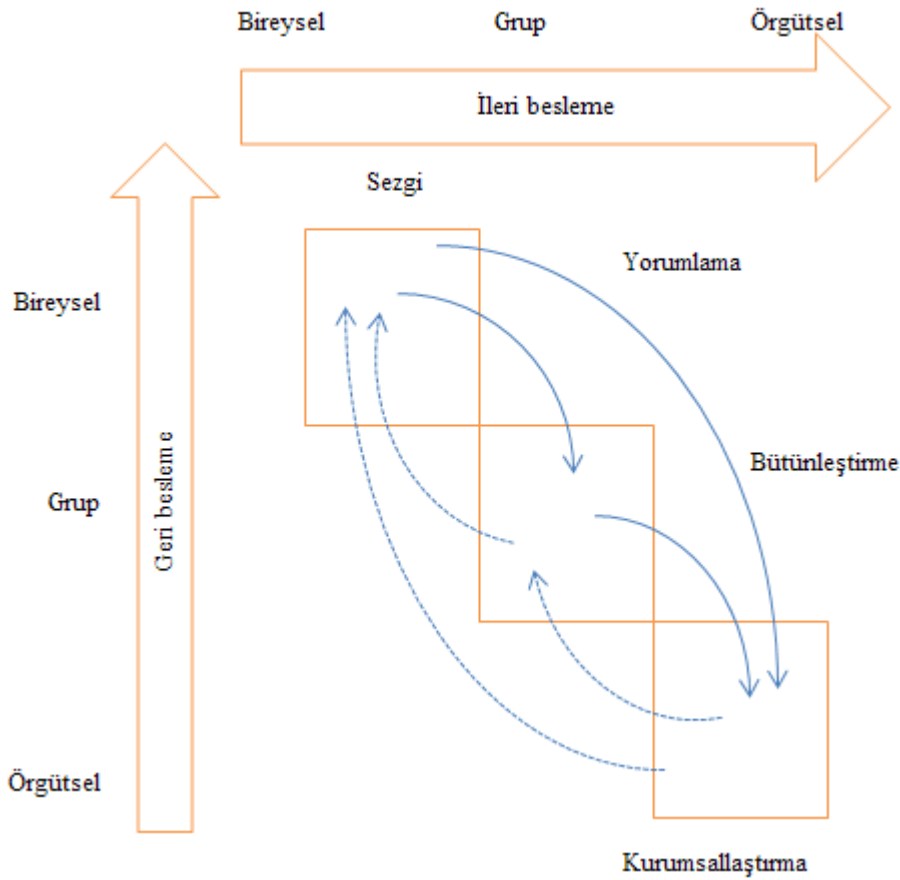 Bireysel
Grup
Örgütsel
İleri besleme
Sezgi
Yorumlama
Bireysel
Bütünleştirme
Grup
Geri besleme
Örgütsel
Kurumsallaştırma